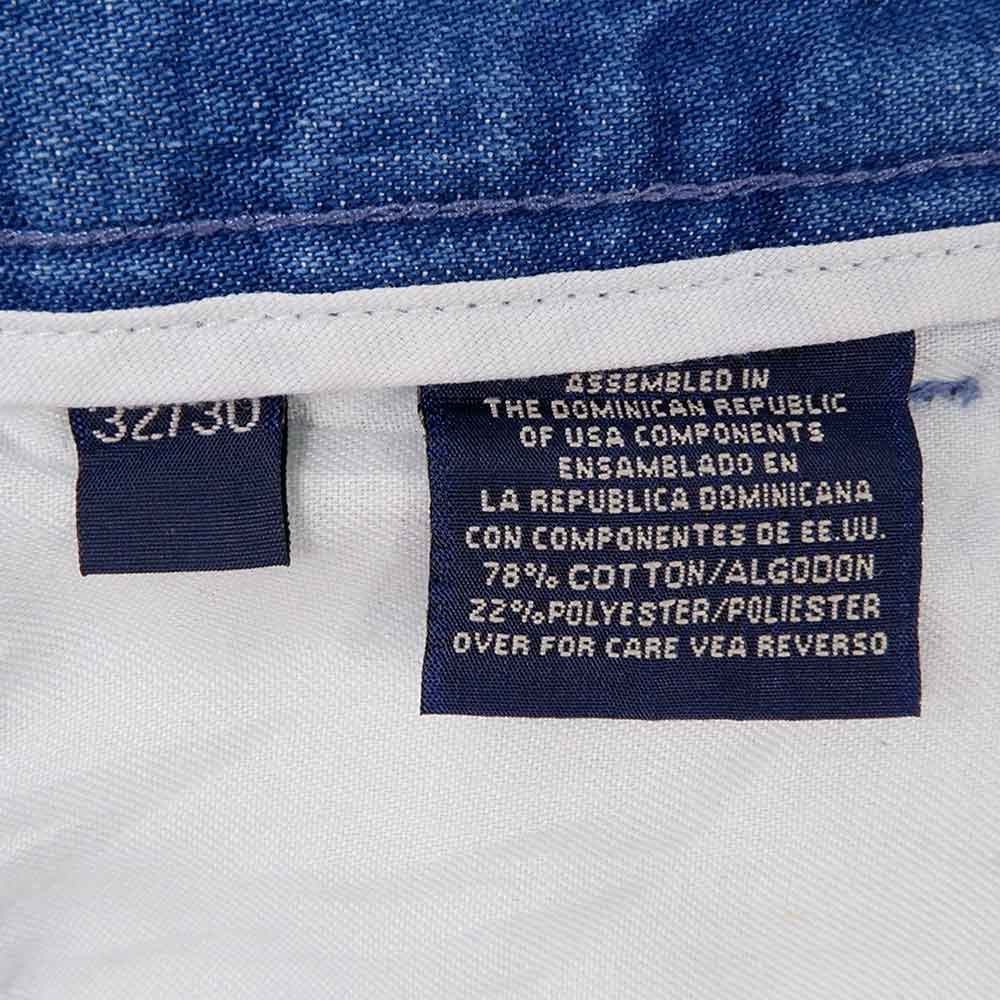 32/30
ASSEMBLED IN
THE DOMINICAN REPUBLIC
OF USA COMPONENTS
ENSAMBLADO EN
LA REPUBLICA DOMINICANA
CON COMPONENTES DE EE.UU.
78% COTTON/ALGODON
22%POLYESTER/POLIESTER
OVER FOR CARE VEA REVERSO